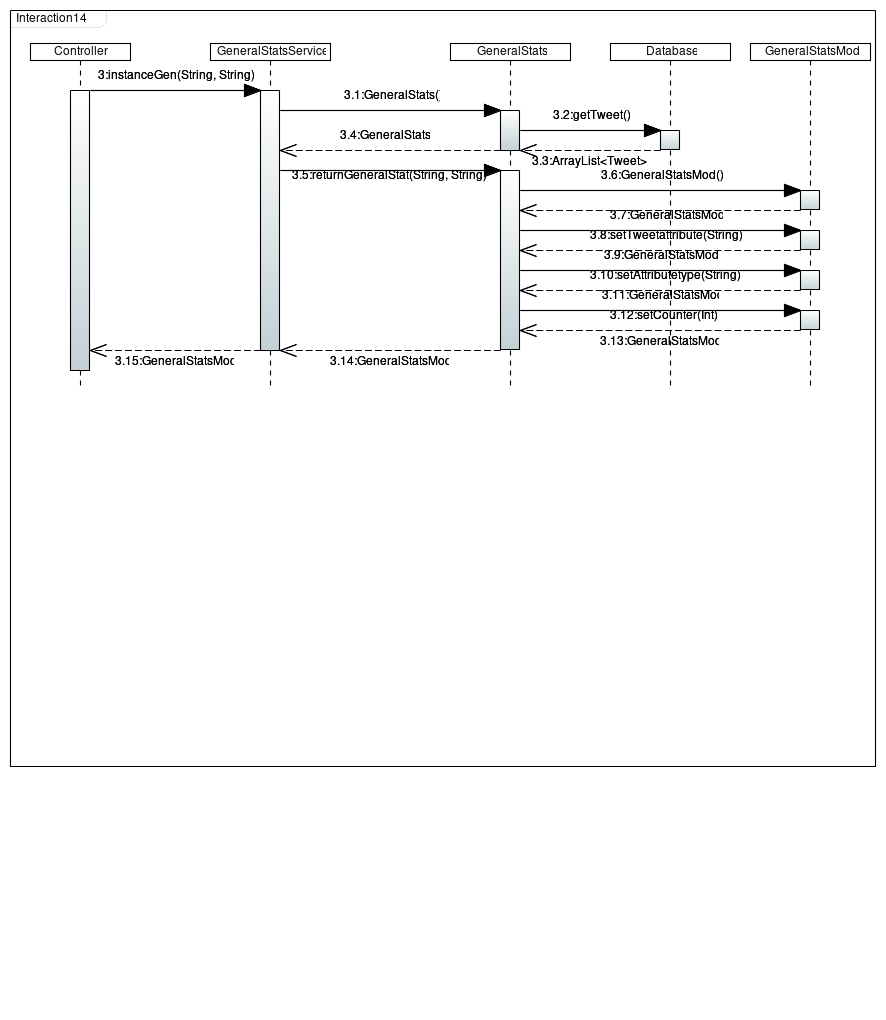 Interaction14
Controller
GeneralStatsService
GeneralStats
Database
GeneralStatsMod
3:instanceGen(String, String)
3.1:GeneralStats(
3.2:getTweet()
3.4:GeneralStats
3.3:ArrayList<Tweet>
3.5:returnGeneralStat(String, String)
3.6:GeneralStatsMod()
3.7:GeneralStatsMod
3.8:setTweetattribute(String)
3.9:GeneralStatsMod
3.10:setAttributetype(String)
3.11:GeneralStatsMod
3.12:setCounter(Int)
3.13:GeneralStatsMod
3.15:GeneralStatsMod
3.14:GeneralStatsMod